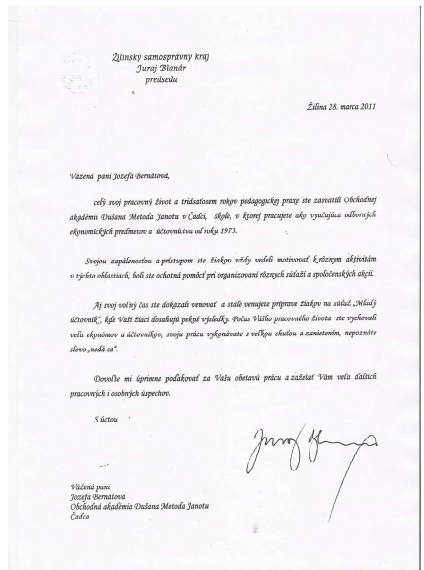 Žilinský samosprávny kraj
Juraj Blanár
predseda
Žilina 28. marca 2011
Vážená pani Jozefa Bernátová,
celý svoj pracovný život a tridsaťosem rokov pedagogickej praxe ste zasvätili Obchodnej
akadémii Dušana Metoda Janotu v Čadci, škole, v ktorej pracujete ako vyučujúca odborných
ekonomických predmetov a účtovníctva od roku 1973.
Svojou zapálenosťou a prístupom ste žiakov vždy vedeli motivovať k rôznym aktivitám
v týchto oblastiach, boli ste ochotná pomôcť pri organizovaní rôznych súťaží a spoločenských akcií.
Aj svoj voľný čas ste dokázali venovať a stále venujete príprave žiakov na súťaž „Mladý
účtovník", kde Vaši žiaci dosahujú pekné výsledky. Počas Vášho pracovného života ste vychovali
veľa ekonómov a účtovníkov, svoju prácu vykonávate s veľkou chuťou a zanietením, nepoznáte
slovo „nedá sa".
Dovoľte mi úprimne poďakovať za Vašu obetavú prácu a zaželať Vám veľa ďalších
pracovných i osobných úspechov.
S úctou
Vážená pani
Jozefa Bernátová
Obchodná akadémia Dušana Metoda Janotu
Čadca